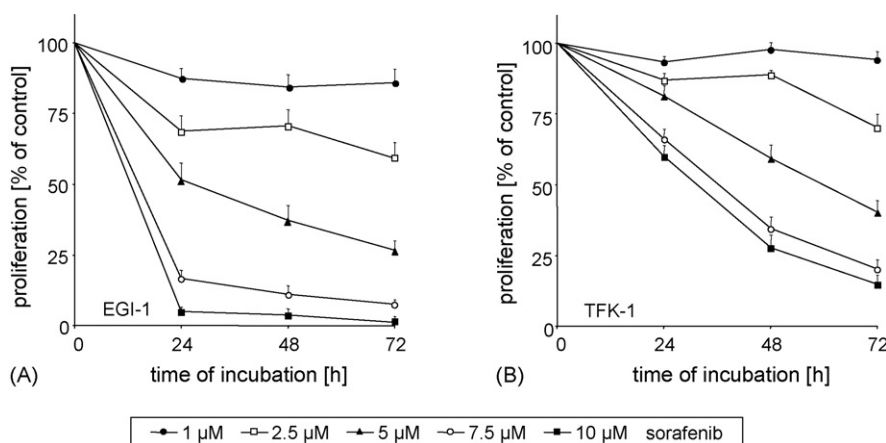 100
75
50
25
0
proliferation [% of control]
EGI-1
0 24 48 72
(A) time of incubation [h]
100
75
50
25
0
proliferation [% of control]
TFK-1
0 24 48 72
(B) time of incubation [h]
1 µM 2.5 µM 5 µM 7.5 µM 10 µM sorafenib